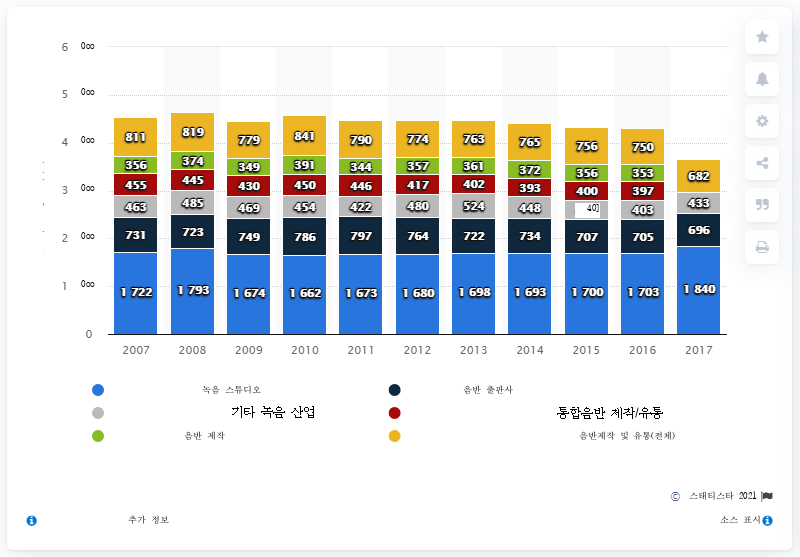 6 000
5 000
4 000
3 000
2 000
1 000
0
811 819 779 841 790 774 763 765 756 750 682
356 374 349 391 344 357 361 372 356 353
455 445 430 450 446 417 402 393 400 397
463 485 469 454 422 480 524 448 403 433
731 723 749 786 797 764 722 734 707 705 696
1 722 1 793 1 674 1 662 1 673 1 680 1 698 1 693 1 700 1 703 1 840
2007 2008 2009 2010 2011 2012 2013 2014 2015 2016 2017
녹음 스튜디오 음반 출판사
기타 녹음 산업 통합음반 제작/유통
음반 제작 음반제작 및 유통(전체)
© 스태티스타 2021
추가 정보 소스 표시